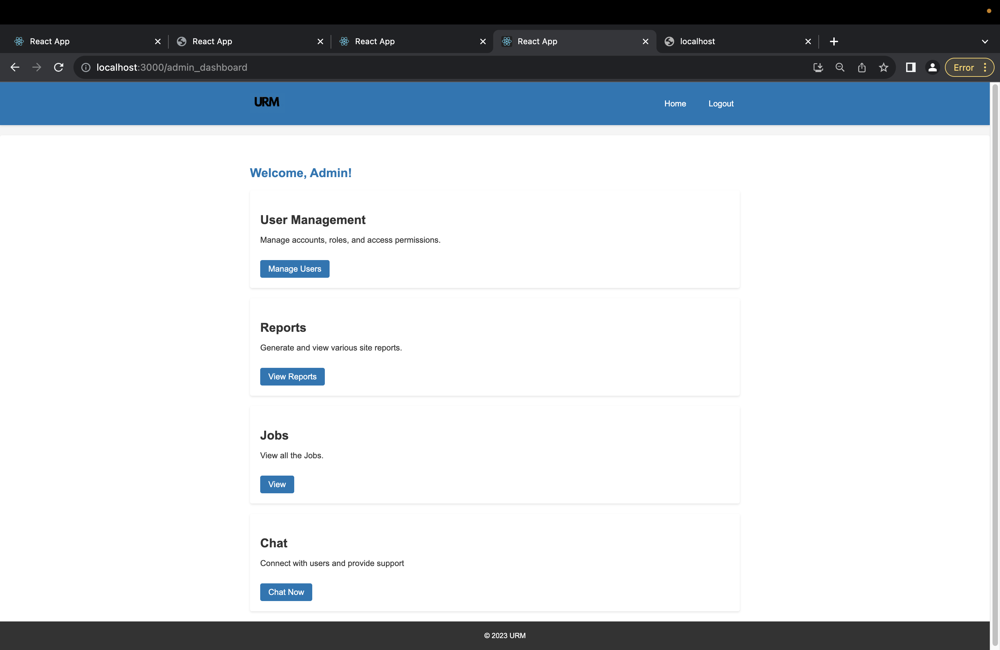 React App
React App
React App
React App
localhost
localhost:3000/admin_dashboard
Error
URM
Home
Logout
Welcome, Admin!
User Management
Manage accounts, roles, and access permissions.
Manage Users
Reports
Generate and view various site reports.
View Reports
Jobs
View all the Jobs.
View
Chat
Connect with users and provide support
Chat Now
© 2023 URM